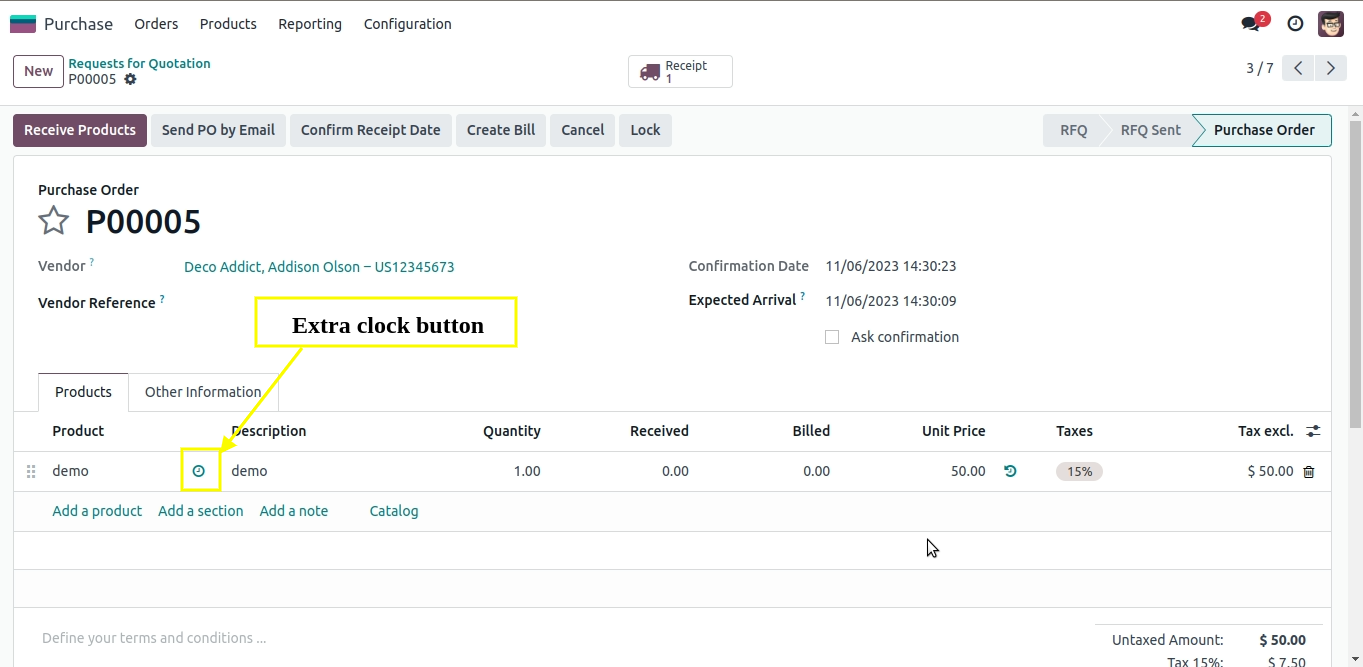 Purchase Orders Products Reporting Configuration 2
New Requests for Quotation Receipt 3 / 7
P00005 1
Receive Products Send PO by Email Confirm Receipt Date Create Bill Cancel Lock RFQ RFQ Sent Purchase Order
Purchase Order
P00005
Vendor ? Deco Addict, Addison Olson – US12345673 Confirmation Date 11/06/2023 14:30:23
Vendor Reference ? Expected Arrival ? 11/06/2023 14:30:09
Extra clock button
Ask confirmation
Products Other Information
Product Description Quantity Received Billed Unit Price Taxes Tax excl.
demo demo 1.00 0.00 0.00 50.00 15% $ 50.00
Add a product Add a section Add a note Catalog
Define your terms and conditions ... Untaxed Amount: $ 50.00
Tax 15%: $ 7.50